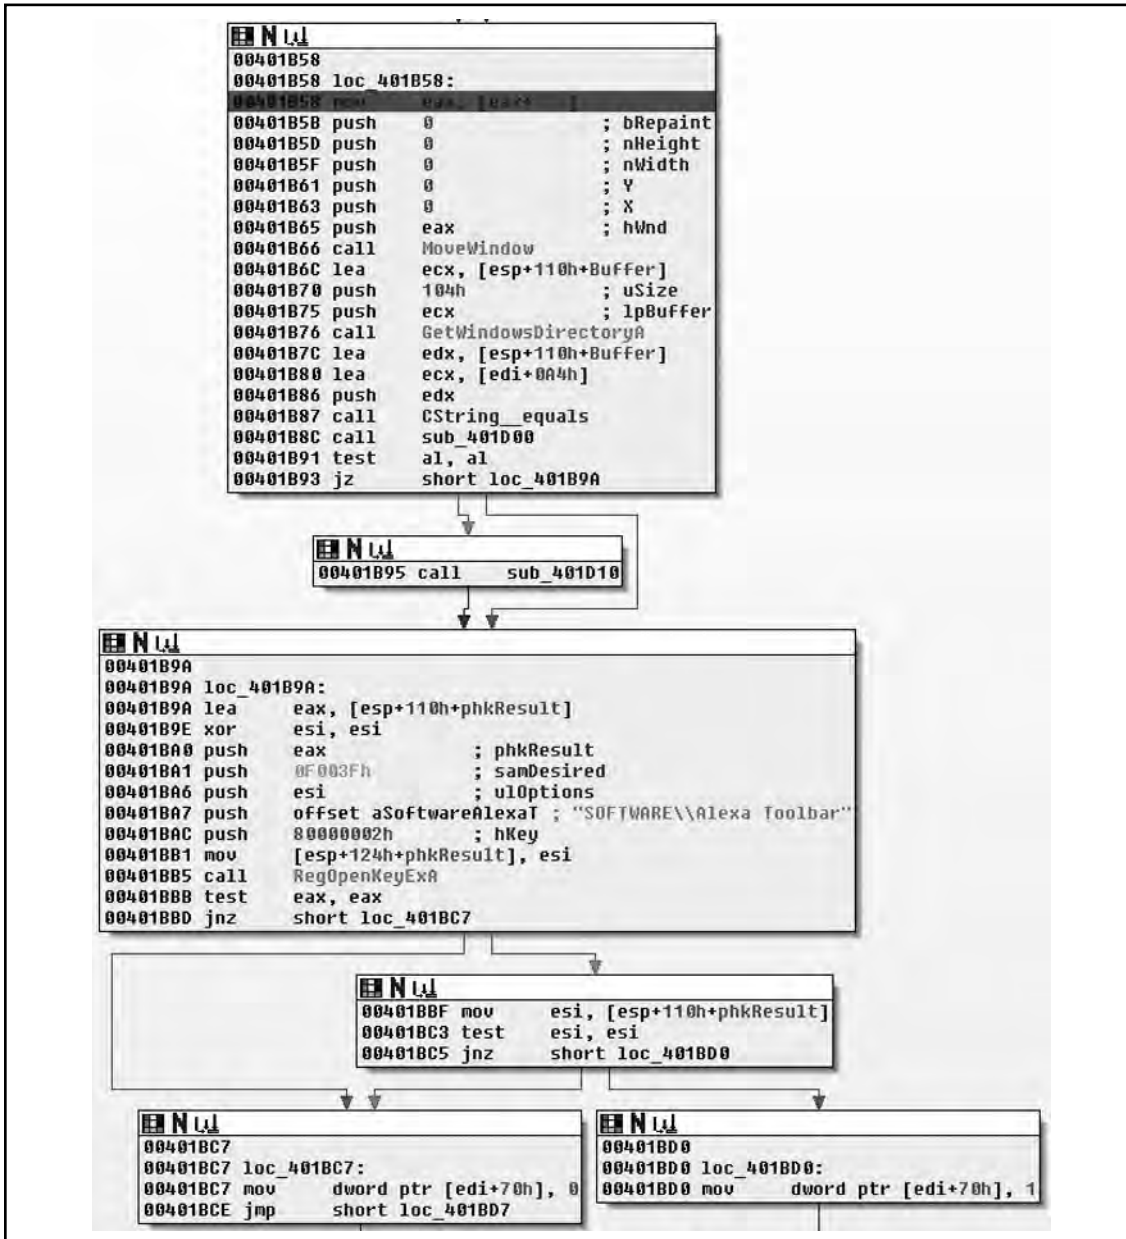 00401B58
00401B58 loc_401B58:
00401B58 mov eax,
00401B5B push 0 ; bRepaint
00401B5D push 0 ; nHeight
00401B5F push 0 ; nWidth
00401B61 push 0 ; Y
00401B63 push 0 ; X
00401B65 push eax ; hWnd
00401B66 call MoveWindow
00401B6C lea ecx, [esp+110h+Buffer]
00401B70 push 104h ; uSize
00401B75 push ecx ; lpBuffer
00401B76 call GetWindowsDirectoryA
00401B7C lea edx, [esp+110h+Buffer]
00401B80 lea ecx, [edi+0A4h]
00401B86 push edx
00401B87 call CString__equals
00401B8C call sub_401D00
00401B91 test al, al
00401B93 jz short loc_401B9A
00401B95 call sub_401D10
00401B9A
00401B9A loc_401B9A:
00401B9A lea eax, [esp+110h+phkResult]
00401B9E xor esi, esi
00401BA0 push eax ; phkResult
00401BA1 push 0F003Fh ; samDesired
00401BA6 push esi ; ulOptions
00401BA7 push offset aSoftwareAlexaT ; "SOFTWARE\\Alexa Toolbar"
00401BAC push 80000002h ; hKey
00401BB1 mov [esp+124h+phkResult], esi
00401BB5 call RegOpenKeyExA
00401BBB test eax, eax
00401BBD jnz short loc_401BC7
00401BBF mov esi, [esp+110h+phkResult]
00401BC3 test esi, esi
00401BC5 jnz short loc_401BD0
00401BC7
00401BC7 loc_401BC7:
00401BC7 mov dword ptr [edi+70h], 0
00401BCE jmp short loc_401BD7
00401BD0
00401BD0 loc_401BD0:
00401BD0 mov dword ptr [edi+70h], 1